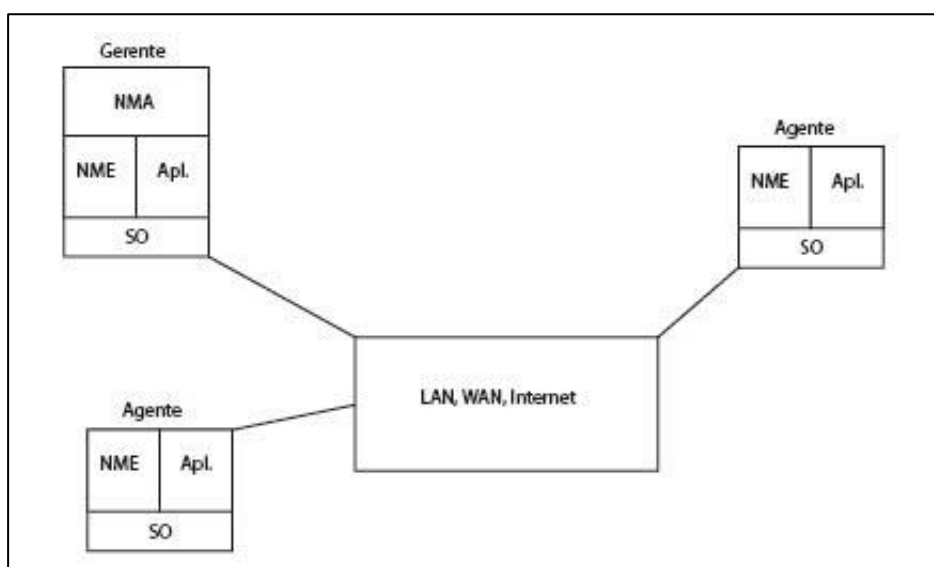 Gerente
NMA
NME Apl.
SO
Agente
NME Apl.
SO
LAN, WAN, Internet
Agente
NME Apl.
SO